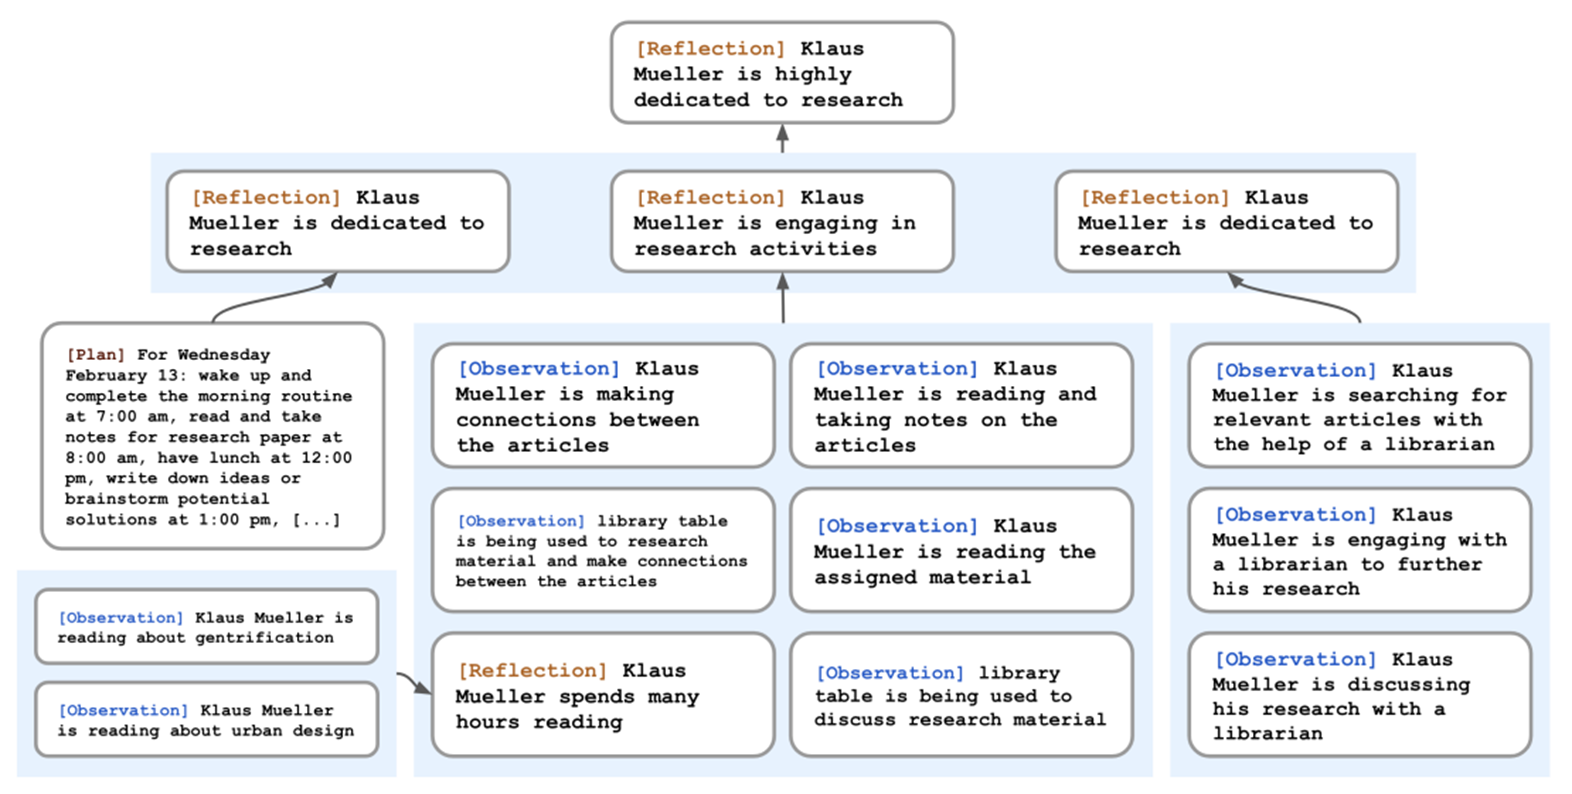 [Reflection] Klaus
Mueller is highly
dedicated to research
[Reflection] Klaus
Mueller is dedicated to
research
[Reflection] Klaus
Mueller is engaging in
research activities
[Reflection] Klaus
Mueller is dedicated to
research
[Plan] For Wednesday
February 13: wake up and
complete the morning routine
at 7:00 am, read and take
notes for research paper at
8:00 am, have lunch at 12:00
pm, write down ideas or
brainstorm potential
solutions at 1:00 pm, [...]
[Observation] Klaus Mueller is
reading about gentrification
[Observation] Klaus Mueller
is reading about urban design
[Observation] Klaus
Mueller is making
connections between
the articles
[Observation] Klaus
Mueller is reading and
taking notes on the
articles
[Observation] library table
is being used to research
material and make connections
between the articles
[Observation] Klaus
Mueller is reading the
assigned material
[Reflection] Klaus
Mueller spends many
hours reading
[Observation] library
table is being used to
discuss research material
[Observation] Klaus
Mueller is searching for
relevant articles with
the help of a librarian
[Observation] Klaus
Mueller is engaging with
a librarian to further
his research
[Observation] Klaus
Mueller is discussing
his research with a
librarian